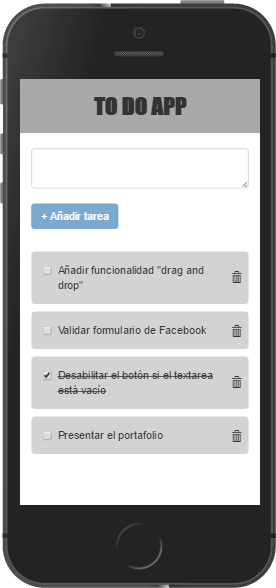 TO DO APP
+ Añadir tarea
Añadir funcionalidad "drag and
drop"
Validar formulario de Facebook
Desabilitar el botón si el textarea
está vacío
Presentar el portafolio